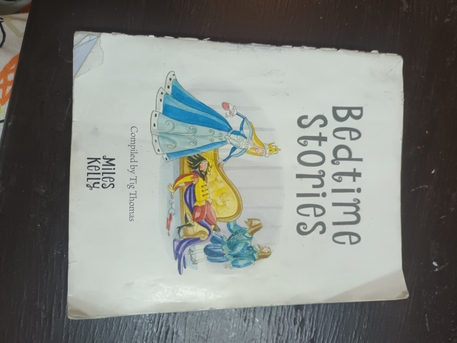 Bedtime
Stories
Compiled by Tig Thomas
Miles
Kelly